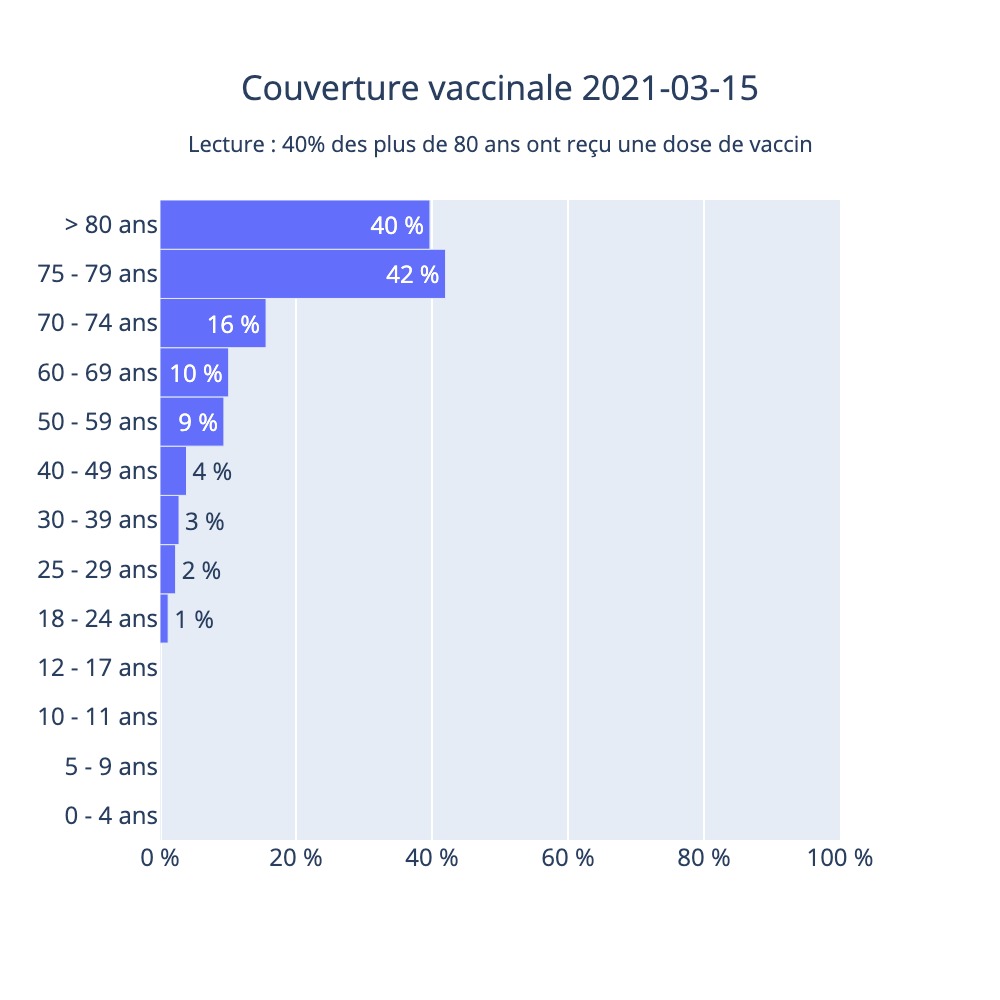 Couverture vaccinale 2021-03-15
Lecture : 40% des plus de 80 ans ont reçu une dose de vaccin
> 80 ans 40 %
75 - 79 ans 42 %
70 - 74 ans 16 %
60 - 69 ans 10 %
50 - 59 ans 9 %
40 - 49 ans 4 %
30 - 39 ans 3 %
25 - 29 ans 2 %
18 - 24 ans 1 %
12 - 17 ans
10 - 11 ans
5 - 9 ans
0 - 4 ans
0 % 20 % 40 % 60 % 80 % 100 %